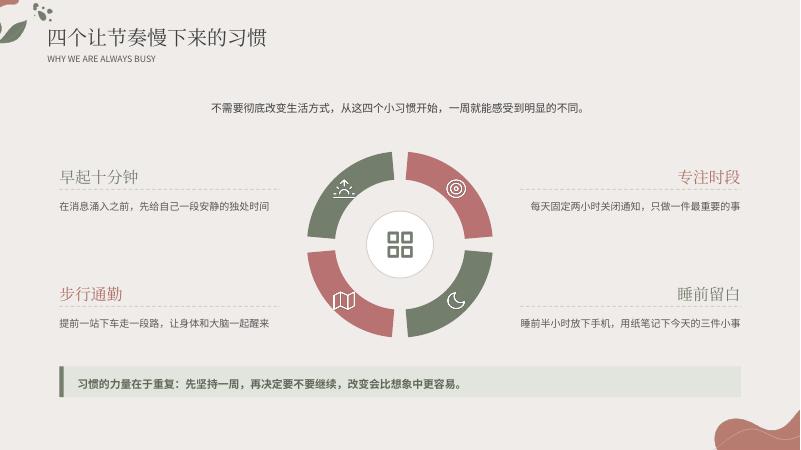 四个让节奏慢下来的习惯
WHY WE ARE ALWAYS BUSY
不需要彻底改变生活方式，从这四个小习惯开始，一周就能感受到明显的不同。
早起十分钟
在消息涌入之前，先给自己一段安静的独处时间
专注时段
每天固定两小时关闭通知，只做一件最重要的事
步行通勤
提前一站下车走一段路，让身体和大脑一起醒来
睡前留白
睡前半小时放下手机，用纸笔记下今天的三件小事
习惯的力量在于重复：先坚持一周，再决定要不要继续，改变会比想象中更容易。